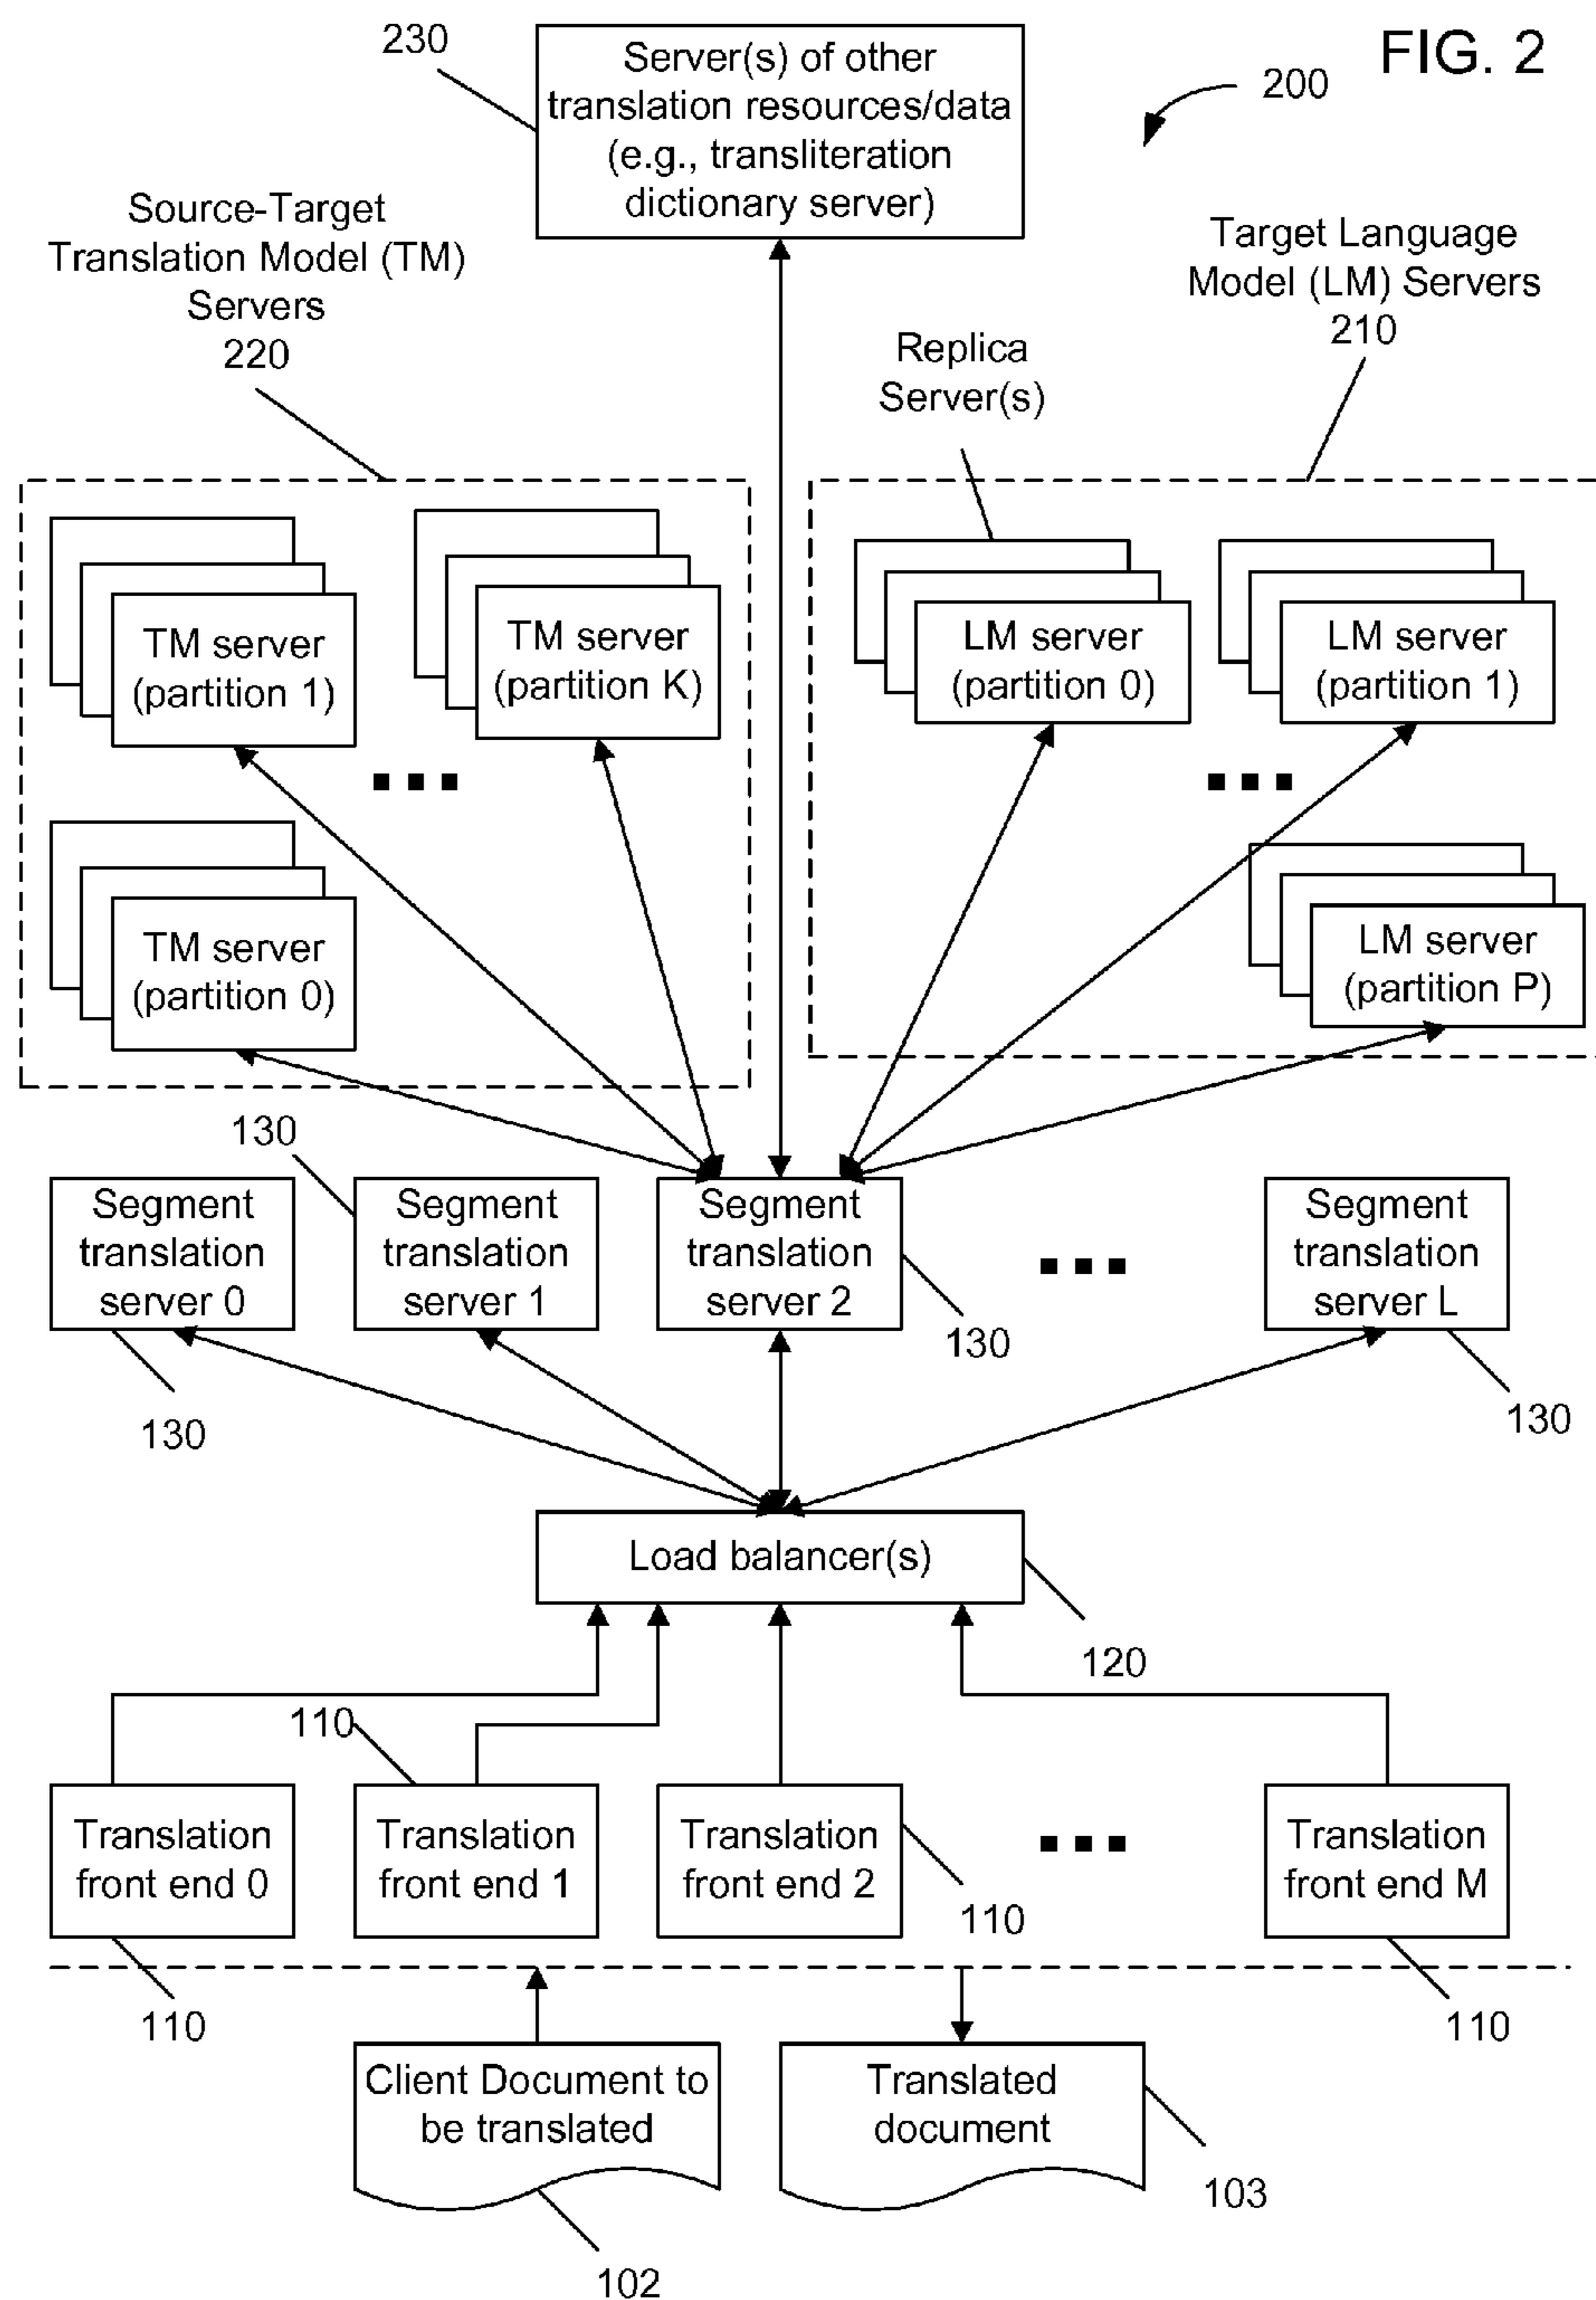 FIG. 2
200
230
Server(s) of other
translation resources/data
(e.g., transliteration
dictionary server)
Source-Target
Translation Model (TM)
Servers
220
Target Language
Model (LM) Servers
210
Replica
Server(s)
TM server
(partition 1)
TM server
(partition K)
LM server
(partition 0)
LM server
(partition 1)
TM server
(partition 0)
LM server
(partition P)
130
Segment
translation
server 0
Segment
translation
server 1
Segment
translation
server 2
Segment
translation
server L
130
130
130
Load balancer(s)
120
110
Translation
front end 0
Translation
front end 1
Translation
front end 2
Translation
front end M
110
110
110
Client Document to
be translated
Translated
document
103
102